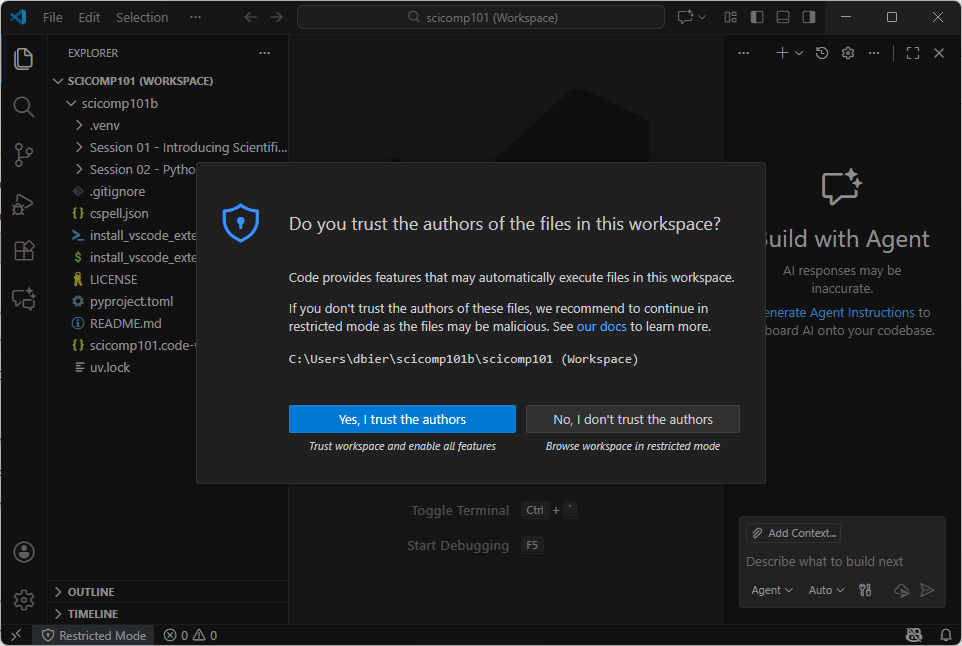 File Edit Selection ··· scicomp101 (Workspace)
EXPLORER ···
SCICOMP101 (WORKSPACE)
scicomp101b
.venv
Session 01 - Introducing Scientifi...
Session 02 - Pytho
.gitignore
cspell.json
install_vscode_exte
install_vscode_exte
LICENSE
pyproject.toml
README.md
scicomp101.code-
uv.lock
OUTLINE
TIMELINE
Do you trust the authors of the files in this workspace?
Code provides features that may automatically execute files in this workspace.
If you don't trust the authors of these files, we recommend to continue in
restricted mode as the files may be malicious. See our docs to learn more.
C:\Users\dbier\scicomp101b\scicomp101 (Workspace)
Yes, I trust the authors
Trust workspace and enable all features
No, I don't trust the authors
Browse workspace in restricted mode
Toggle Terminal Ctrl + `
Start Debugging F5
uild with Agent
AI responses may be
inaccurate.
enerate Agent Instructions to
board AI onto your codebase.
Add Context...
Describe what to build next
Agent Auto
Restricted Mode 0 0